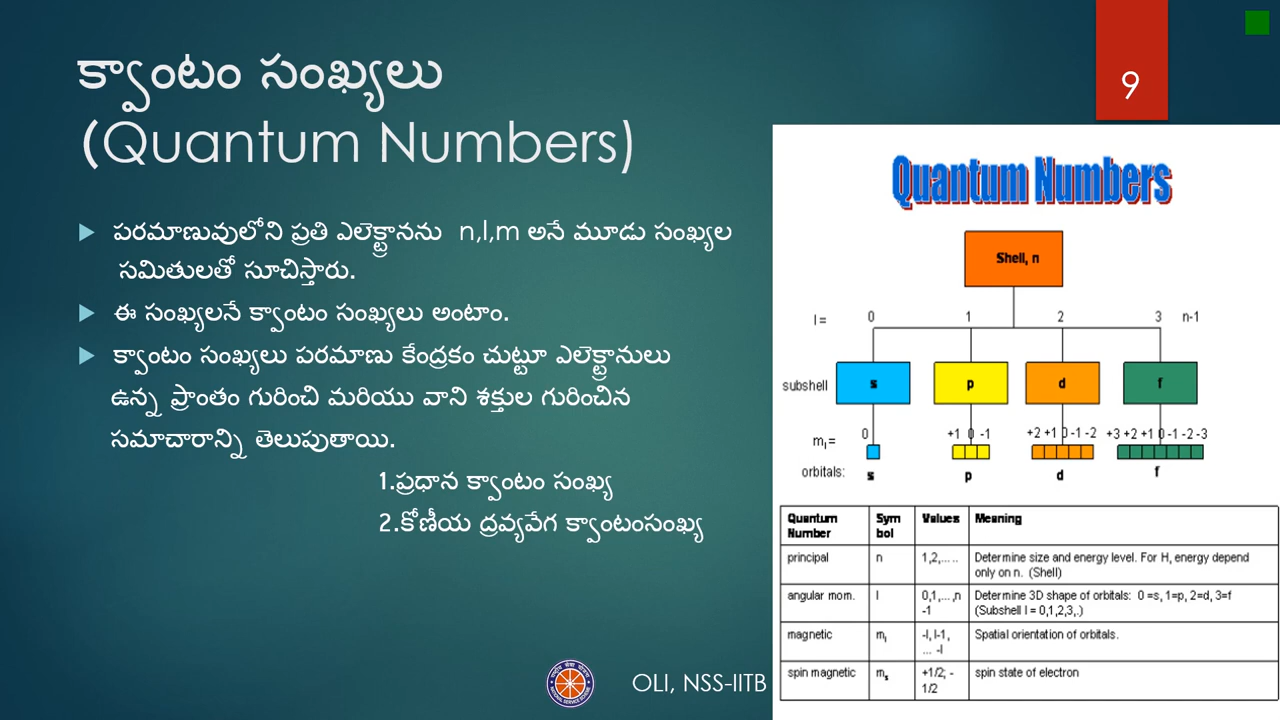 క్వాంటం సంఖ్యలు
(Quantum Numbers)
9
పరమాణువులోని ప్రతి ఎలెక్ట్రానను n,l,m అనే మూడు సంఖ్యల
సమితులతో సూచిస్తారు.
ఈ సంఖ్యలనే క్వాంటం సంఖ్యలు అంటాం.
క్వాంటం సంఖ్యలు పరమాణు కేంద్రకం చుట్టూ ఎలెక్ట్రానులు
ఉన్న ప్రాంతం గురించి మరియు వాని శక్తుల గురించిన
సమాచారాన్ని తెలుపుతాయి.
1.ప్రధాన క్వాంటం సంఖ్య
2.కోణీయ ద్రవ్యవేగ క్వాంటంసంఖ్య
OLI, NSS-IITB
Quantum Numbers
Shell, n
l = 0 1 2 3 n-1
subshell s p d f
ml = 0 +1 0 -1 +2 +1 0 -1 -2 +3 +2 +1 0 -1 -2 -3
orbitals: s p d f
Quantum Number Sym bol Values Meaning
principal n 1,2,.... Determine size and energy level. For H, energy depend
only on n. (Shell)
angular mom. l 0,1,...,n Determine 3D shape of orbitals: 0 =s, 1=p, 2=d, 3=f
-1 (Subshell l = 0,1,2,3,.)
magnetic ml -l, l-1, Spatial orientation of orbitals.
... -l
spin magnetic ms +1/2; - spin state of electron
1/2